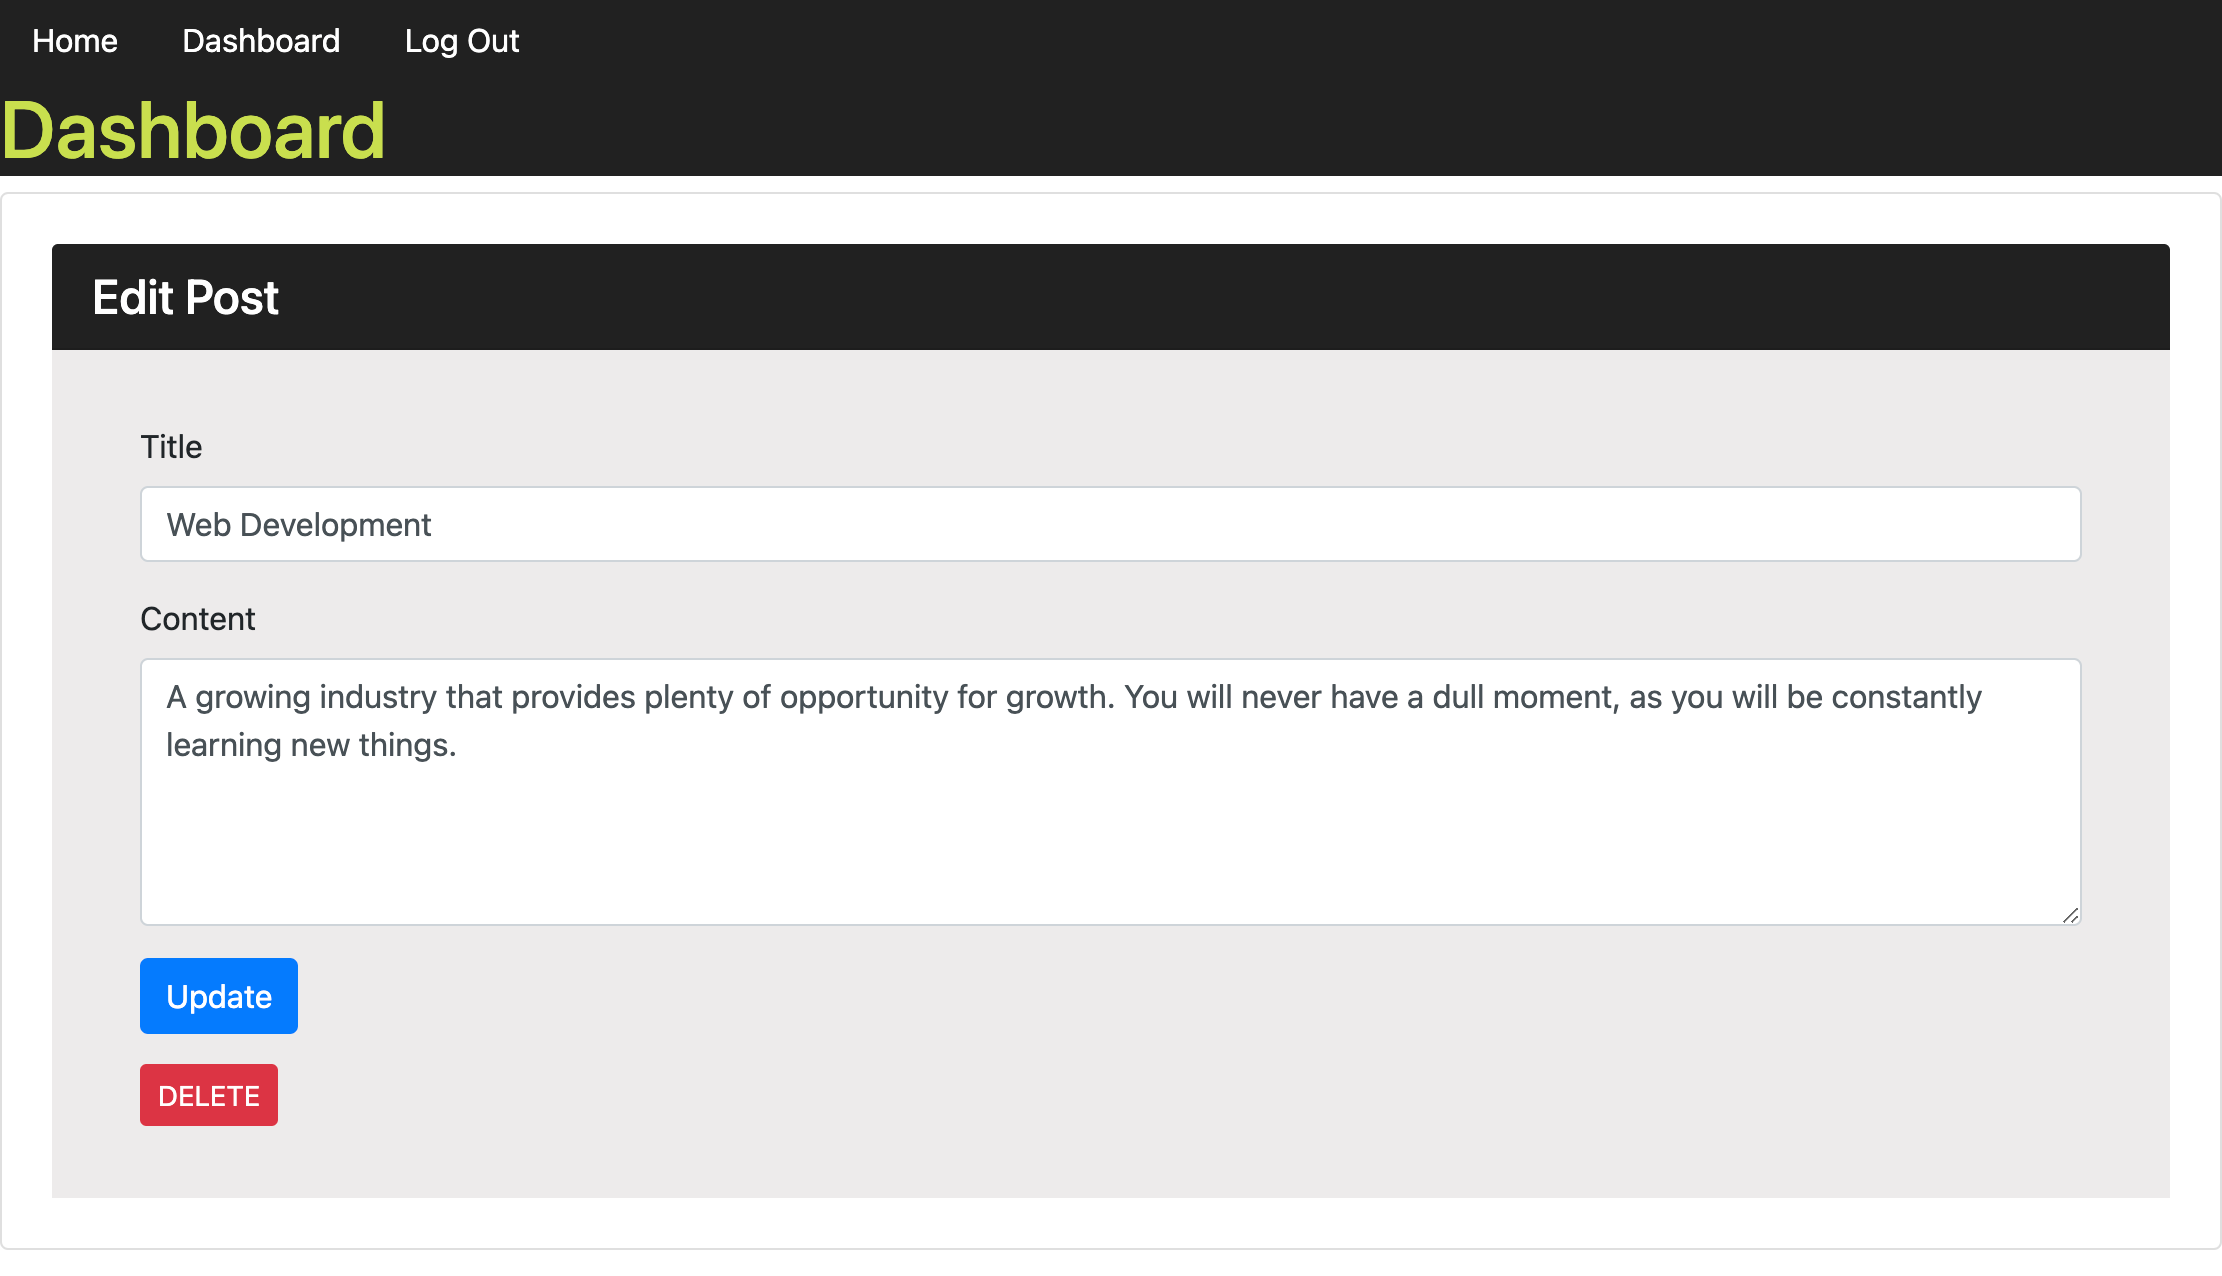 Home Dashboard Log Out
Dashboard
Edit Post
Title
Web Development
Content
A growing industry that provides plenty of opportunity for growth. You will never have a dull moment, as you will be constantly
learning new things.
Update
DELETE